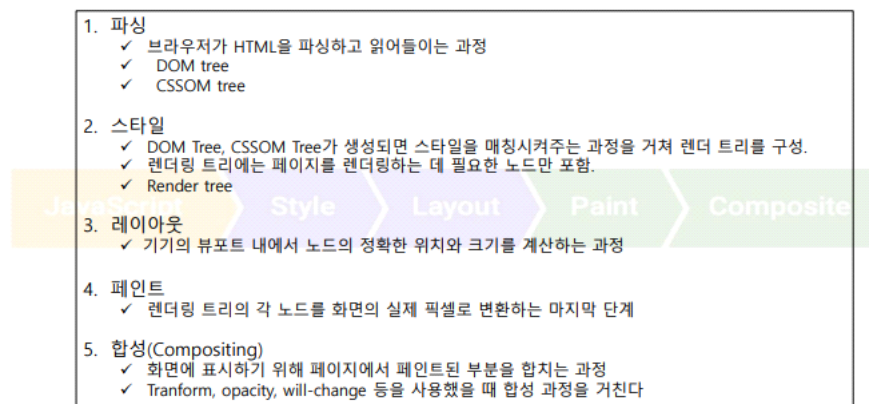 1. 파싱
✓ 브라우저가 HTML을 파싱하고 읽어들이는 과정
✓ DOM tree
✓ CSSOM tree
2. 스타일
✓ DOM Tree, CSSOM Tree가 생성되면 스타일을 매칭시켜주는 과정을 거쳐 렌더 트리를 구성.
✓ 렌더링 트리에는 페이지를 렌더링하는 데 필요한 노드만 포함.
✓ Render tree
JavaScript Style Layout Paint Composite
3. 레이아웃
✓ 기기의 뷰포트 내에서 노드의 정확한 위치와 크기를 계산하는 과정
4. 페인트
✓ 렌더링 트리의 각 노드를 화면의 실제 픽셀로 변환하는 마지막 단계
5. 합성(Compositing)
✓ 화면에 표시하기 위해 페이지에서 페인트된 부분을 합치는 과정
✓ Tranform, opacity, will-change 등을 사용했을 때 합성 과정을 거친다